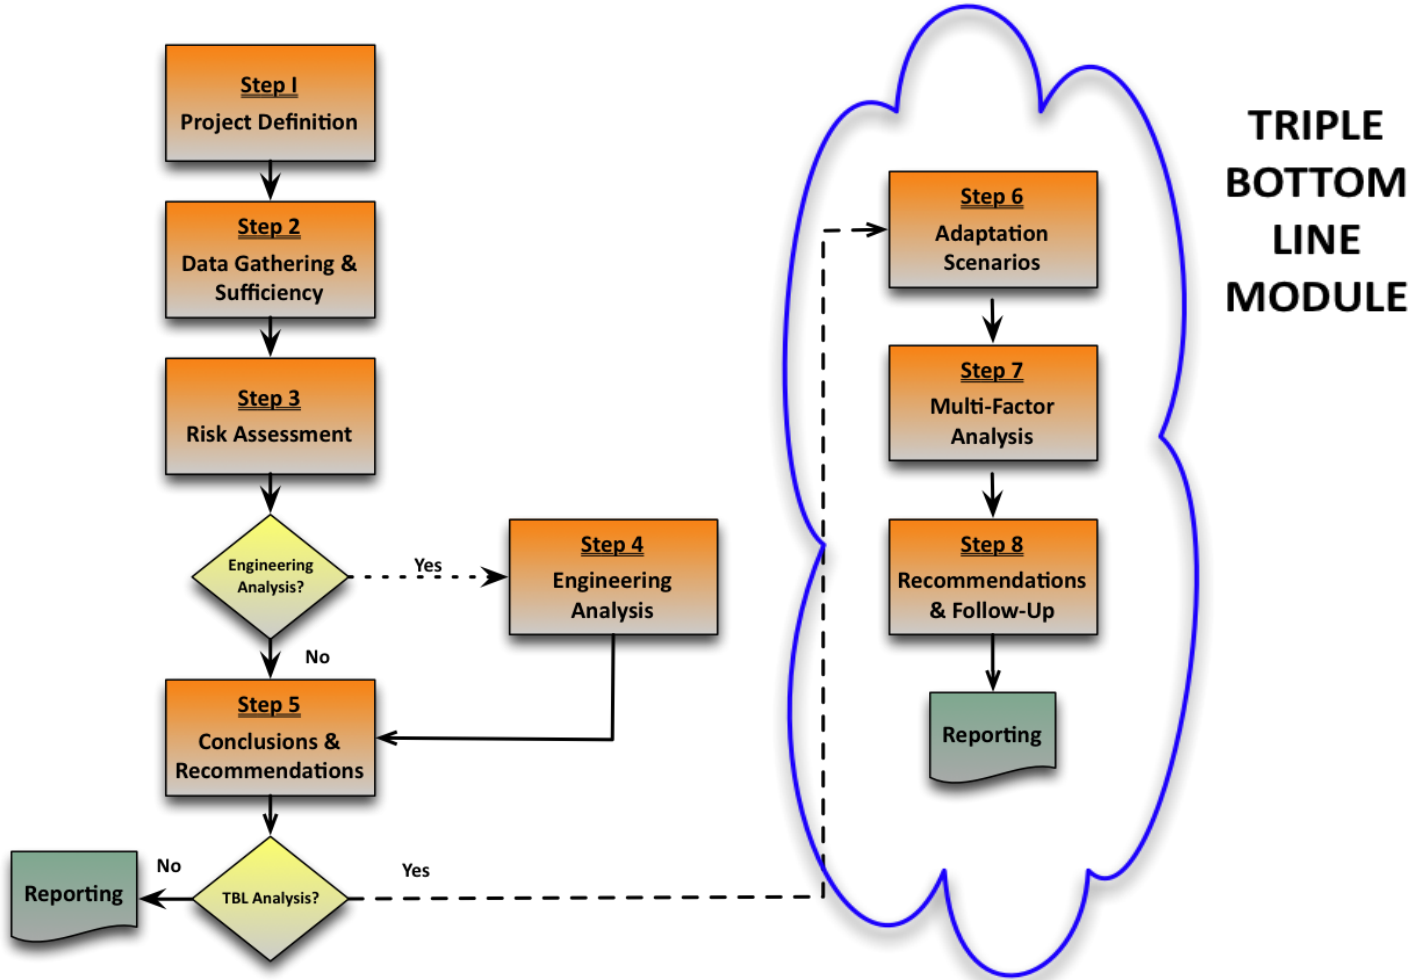 Step I
Project Definition
Step 2
Data Gathering &
Sufficiency
Step 3
Risk Assessment
Engineering
Analysis?
Yes
No
Step 4
Engineering
Analysis
Step 5
Conclusions &
Recommendations
TBL Analysis?
No
Reporting
Yes
Step 6
Adaptation
Scenarios
Step 7
Multi-Factor
Analysis
Step 8
Recommendations
& Follow-Up
Reporting
TRIPLE
BOTTOM
LINE
MODULE